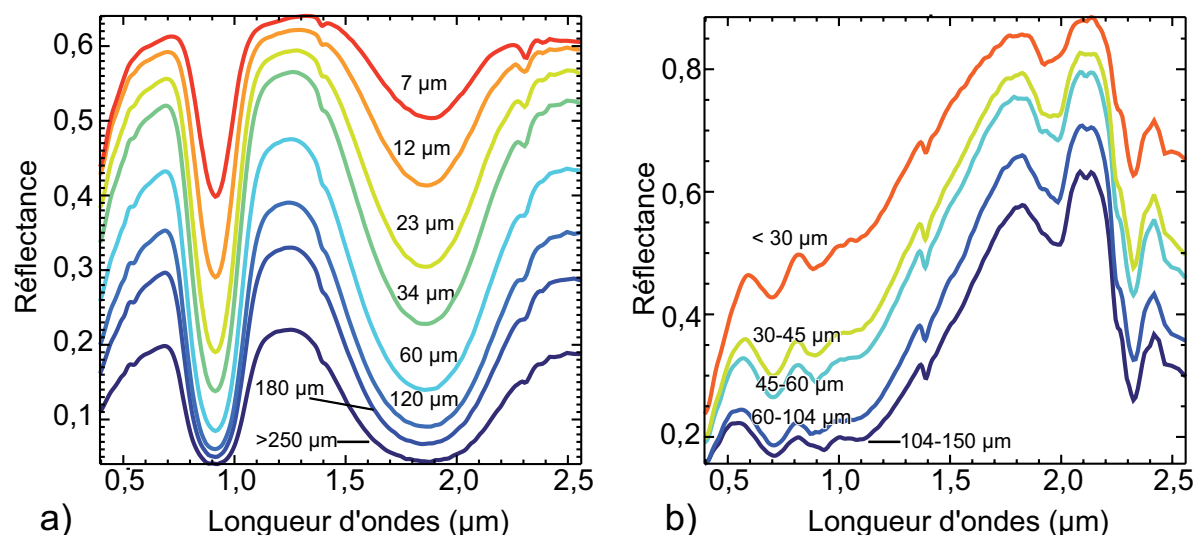 Réflectance
0,6
0,5
0,4
0,3
0,2
0,1
7 µm
12 µm
23 µm
34 µm
60 µm
120 µm
180 µm
>250 µm
0,5
1,0
1,5
2,0
2,5
a)
Longueur d'ondes (µm)
Réflectance
0,8
0,6
0,4
0,2
< 30 µm
30-45 µm
45-60 µm
60-104 µm
104-150 µm
0,5
1,0
1,5
2,0
2,5
b)
Longueur d'ondes (µm)